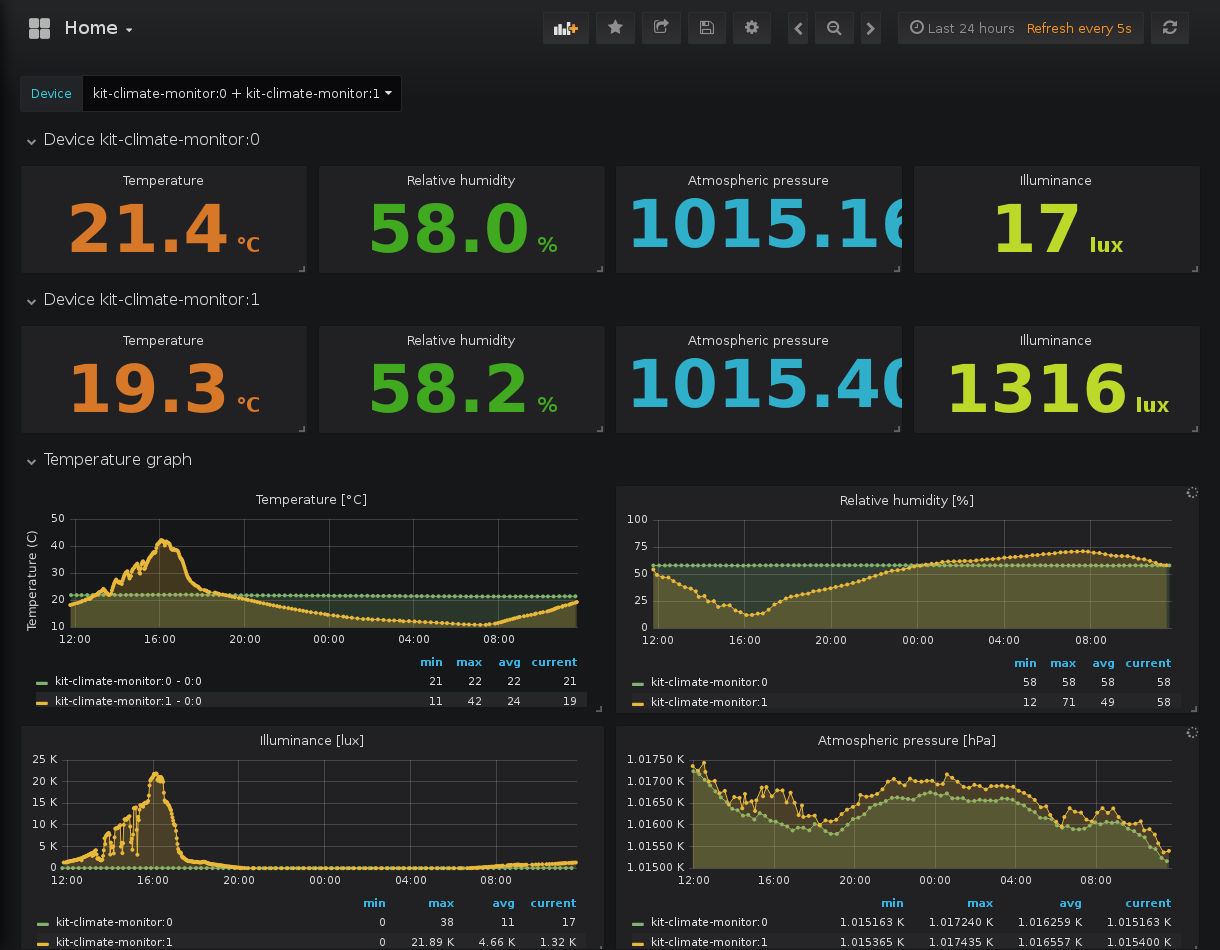 Home
Last 24 hours Refresh every 5s
Device kit-climate-monitor:0 + kit-climate-monitor:1
Device kit-climate-monitor:0
Temperature Relative humidity Atmospheric pressure Illuminance
21.4 °C 58.0 % 1015.16 17 lux
Device kit-climate-monitor:1
Temperature Relative humidity Atmospheric pressure Illuminance
19.3 °C 58.2 % 1015.40 1316 lux
Temperature graph
Temperature [°C]
Temperature (C)
50
40
30
20
10
12:00 16:00 20:00 00:00 04:00 08:00
min max avg current
kit-climate-monitor:0 - 0:0 21 22 22 21
kit-climate-monitor:1 - 0:0 11 42 24 19
Relative humidity [%]
100
75
50
25
0
12:00 16:00 20:00 00:00 04:00 08:00
min max avg current
kit-climate-monitor:0 58 58 58 58
kit-climate-monitor:1 12 71 49 58
Illuminance [lux]
25 K
20 K
15 K
10 K
5 K
0
12:00 16:00 20:00 00:00 04:00 08:00
min max avg current
kit-climate-monitor:0 0 38 11 17
kit-climate-monitor:1 0 21.89 K 4.66 K 1.32 K
Atmospheric pressure [hPa]
1.01750 K
1.01700 K
1.01650 K
1.01600 K
1.01550 K
1.01500 K
12:00 16:00 20:00 00:00 04:00 08:00
min max avg current
kit-climate-monitor:0 1.015163 K 1.017240 K 1.016259 K 1.015163 K
kit-climate-monitor:1 1.015365 K 1.017435 K 1.016557 K 1.015400 K